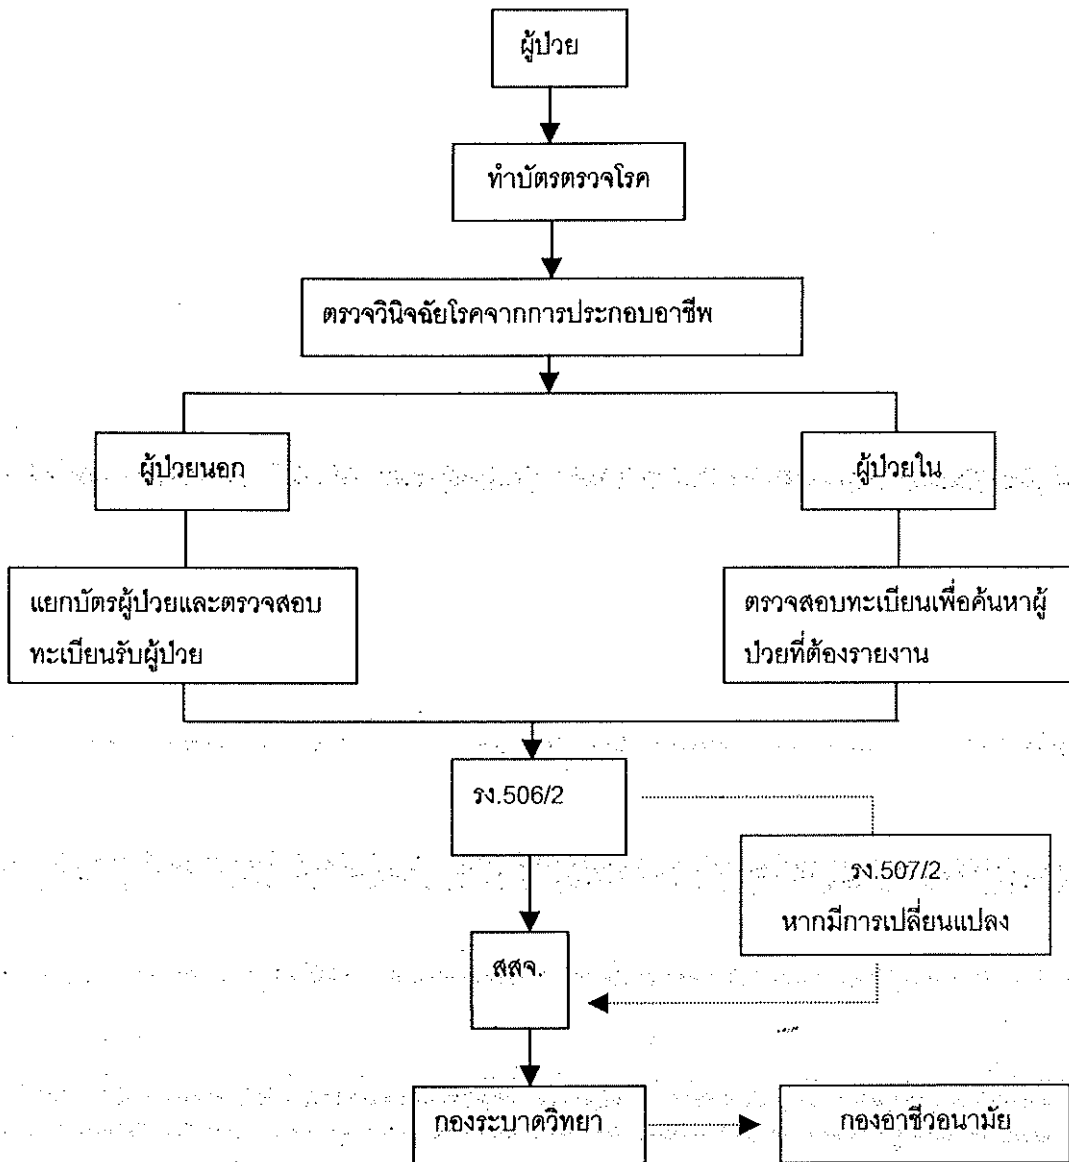 ผู้ป่วย
ทำบัตรตรวจโรค
ตรวจวินิจฉัยโรคจากการประกอบอาชีพ
ผู้ป่วยนอก
ผู้ป่วยใน
แยกบัตรผู้ป่วยและตรวจสอบ
ทะเบียนรับผู้ป่วย
ตรวจสอบทะเบียนเพื่อค้นหาผู้
ป่วยที่ต้องรายงาน
รง.506/2
รง.507/2
หากมีการเปลี่ยนแปลง
สสจ.
กองระบาดวิทยา
กองอาชีวอนามัย